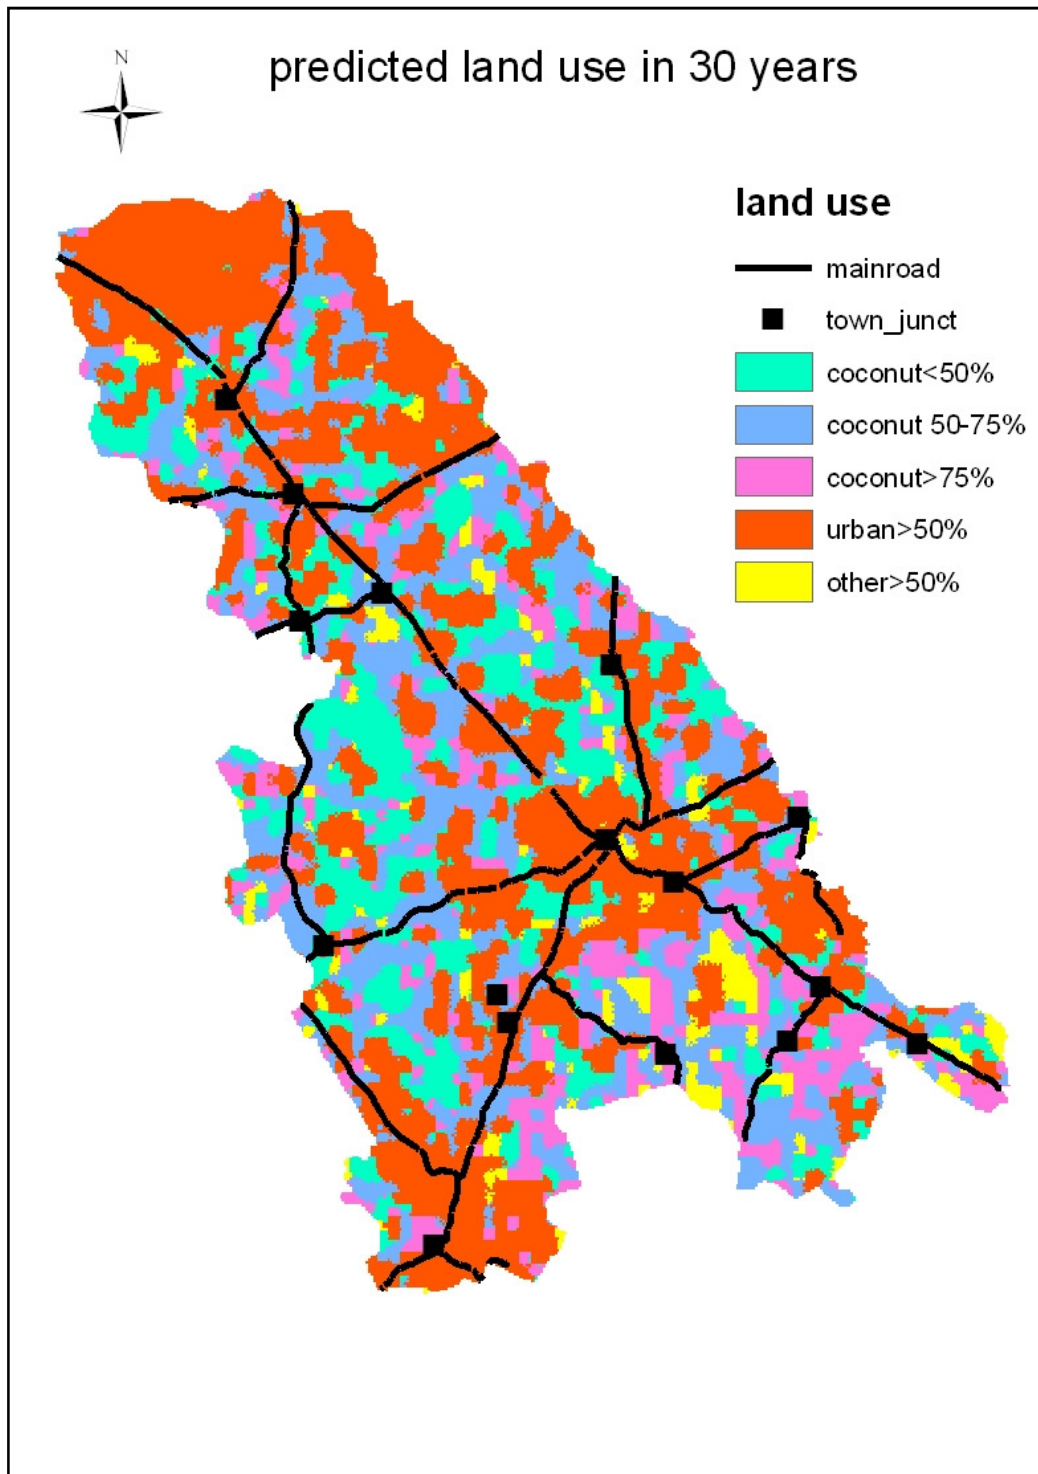 N
predicted land use in 30 years
land use
mainroad
town_junct
coconut<50%
coconut 50-75%
coconut>75%
urban>50%
other>50%